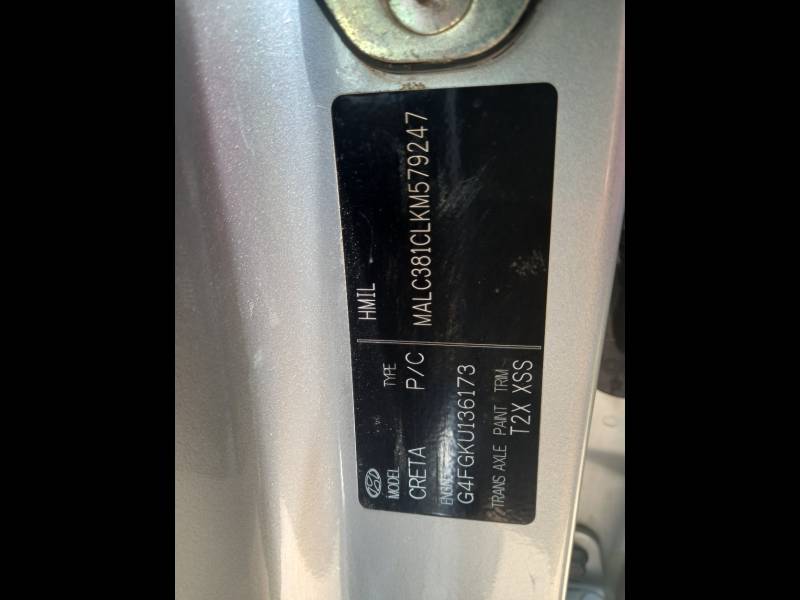 MODEL TYPE HMIL
CRETA P/C MALC381CLKM579247
ENGINE
G4FGKU136173
TRANS AXLE PAINT TRIM
T2X XSS